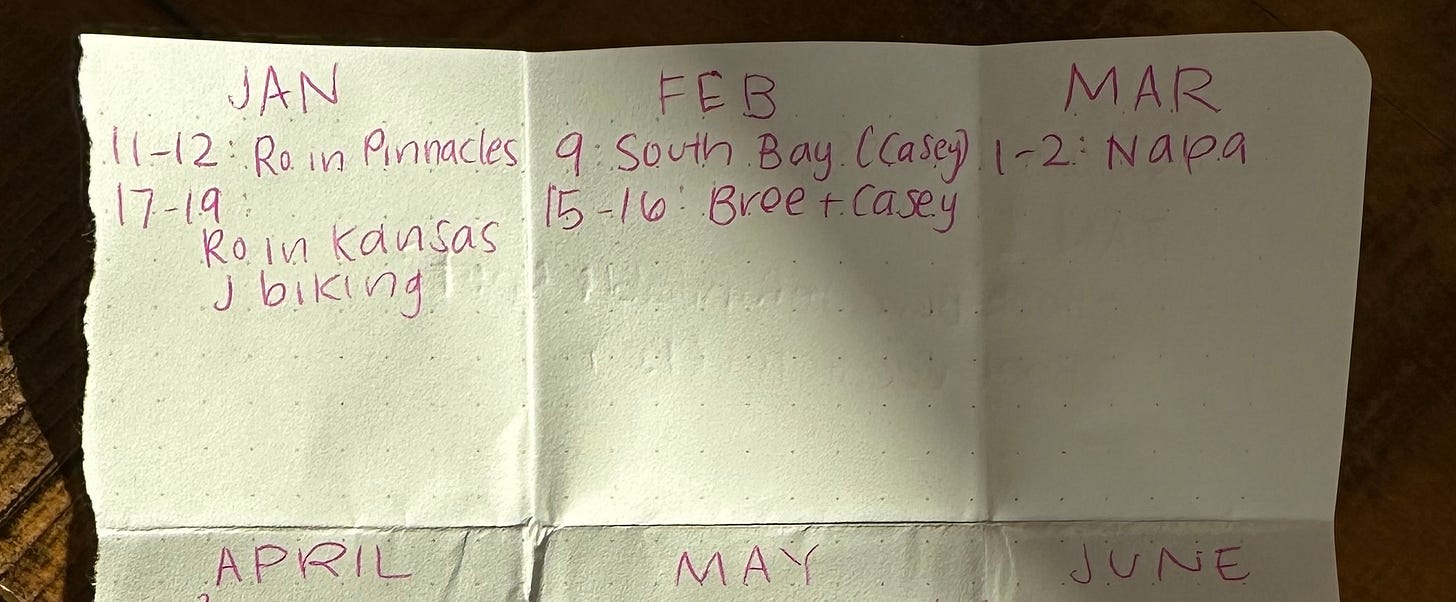 JAN
11-12: Ro in Pinnacles
17-19:
Ro in Kansas
J biking
FEB
9: South Bay (Casey)
15-16: Bree + Casey
MAR
1-2: Napa
APRIL
MAY
JUNE